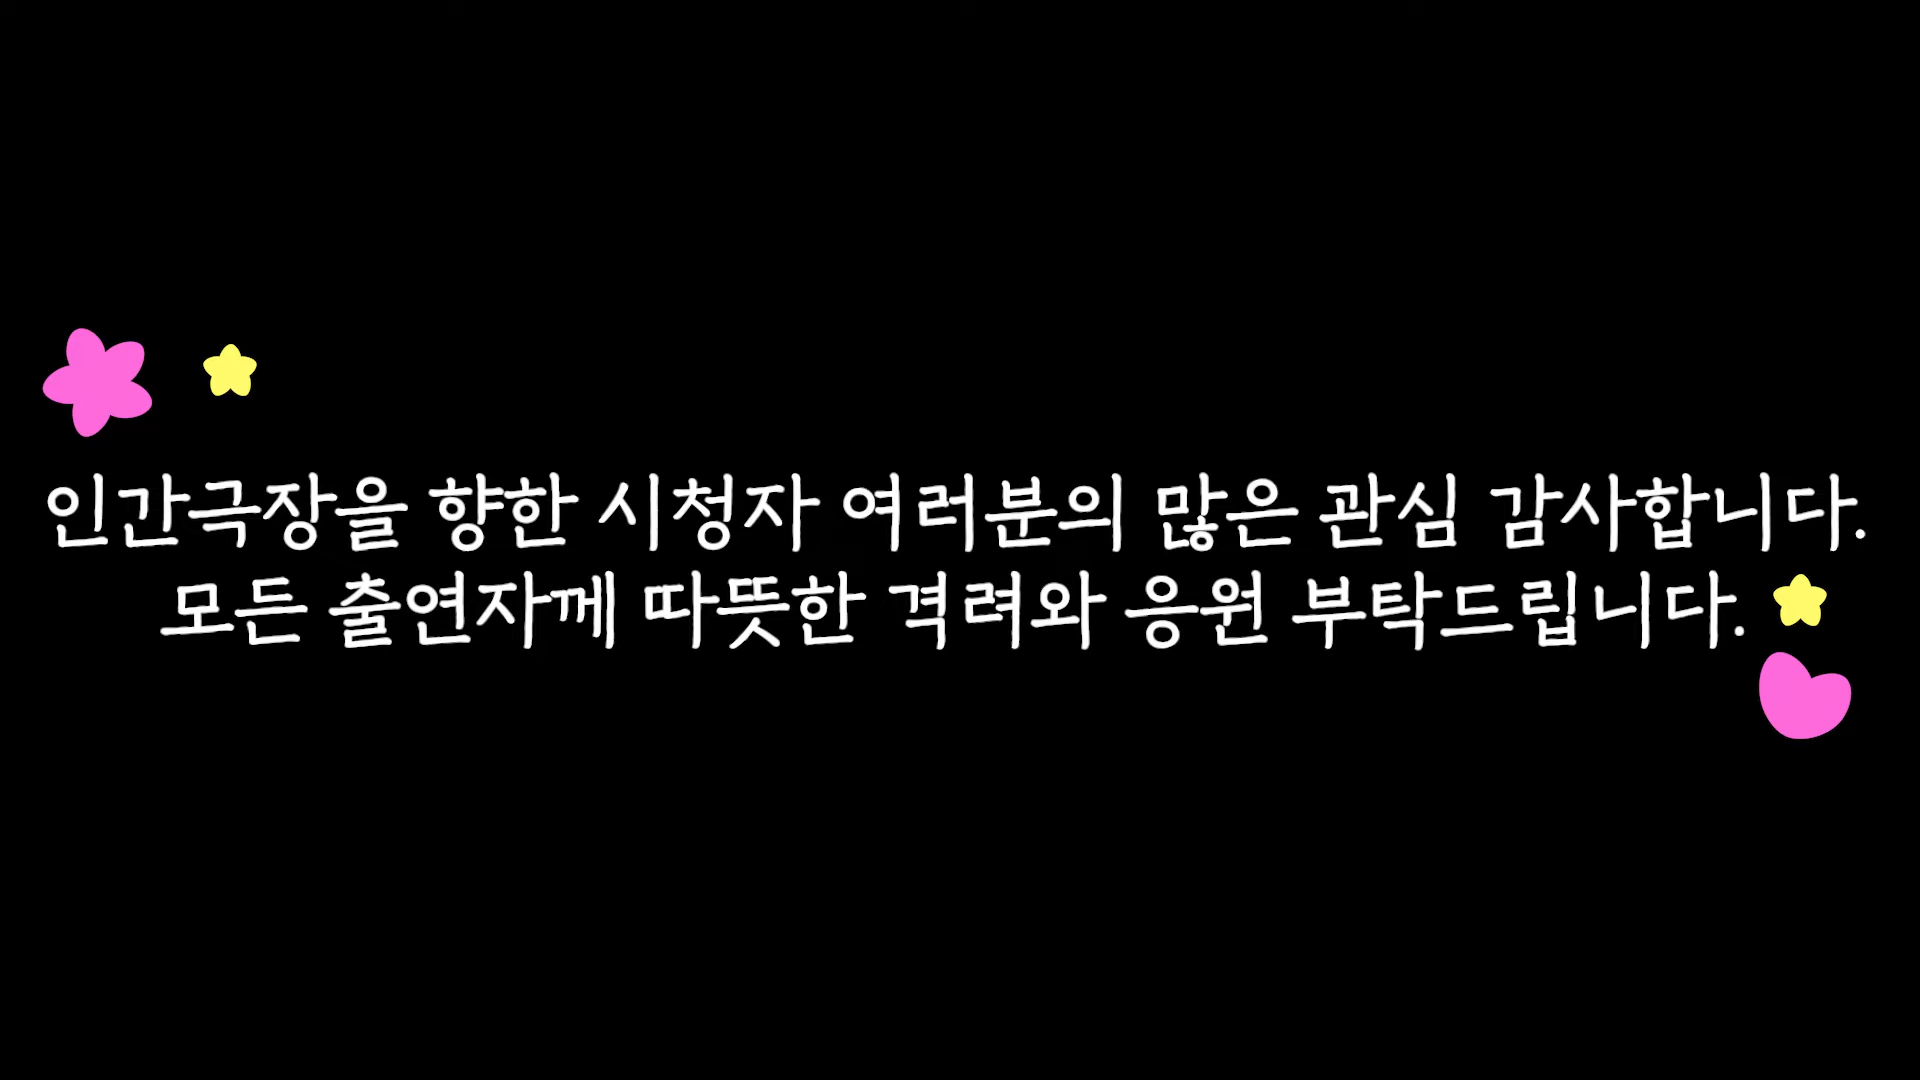 인간극장을 향한 시청자 여러분의 많은 관심 감사합니다.
모든 출연자께 따뜻한 격려와 응원 부탁드립니다.